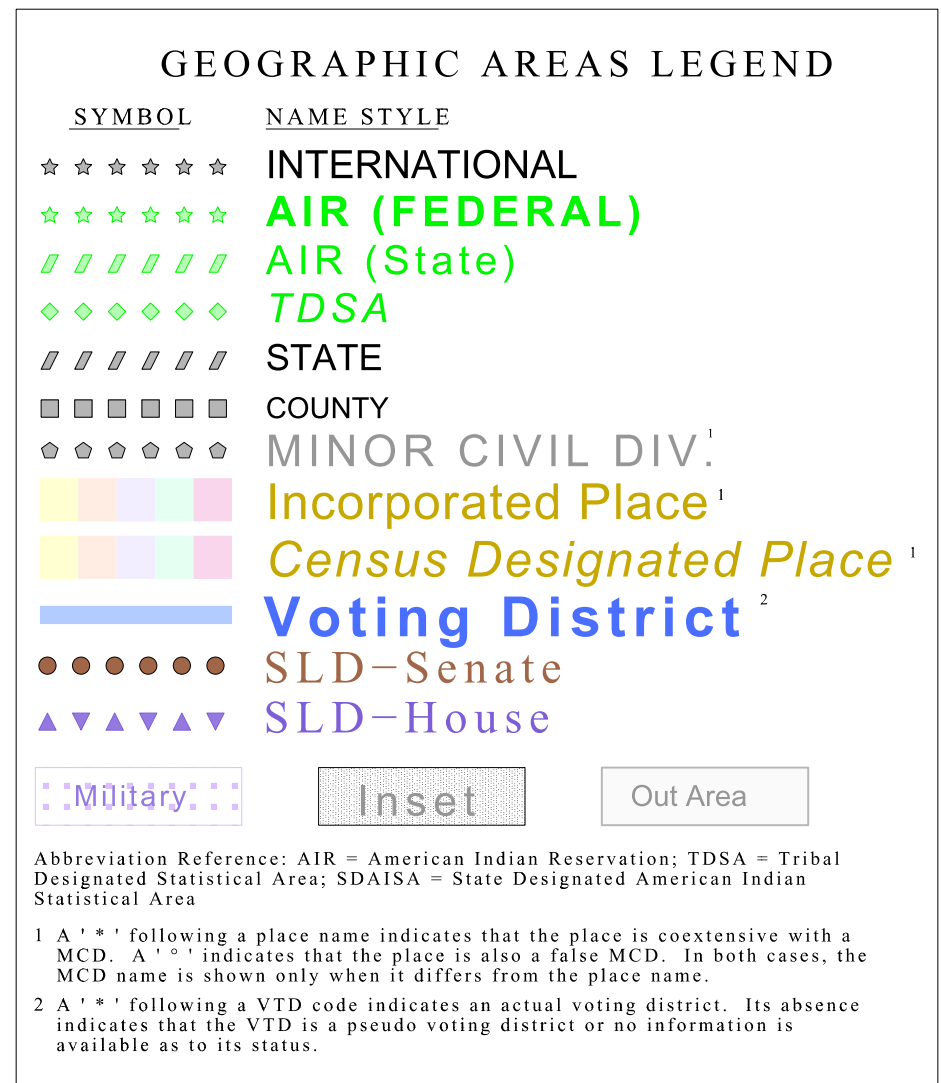 GEOGRAPHIC AREAS LEGEND
SYMBOL NAME STYLE
INTERNATIONAL
AIR (FEDERAL)
AIR (State)
TDSA
STATE
COUNTY
MINOR CIVIL DIV. 1
Incorporated Place 1
Census Designated Place 1
Voting District 2
SLD−Senate
SLD−House
Military Inset Out Area
Abbreviation Reference: AIR = American Indian Reservation; TDSA = Tribal
Designated Statistical Area; SDAISA = State Designated American Indian
Statistical Area
1 A ' * ' following a place name indicates that the place is coextensive with a
MCD. A ' ° ' indicates that the place is also a false MCD. In both cases, the
MCD name is shown only when it differs from the place name.
2 A ' * ' following a VTD code indicates an actual voting district. Its absence
indicates that the VTD is a pseudo voting district or no information is
available as to its status.